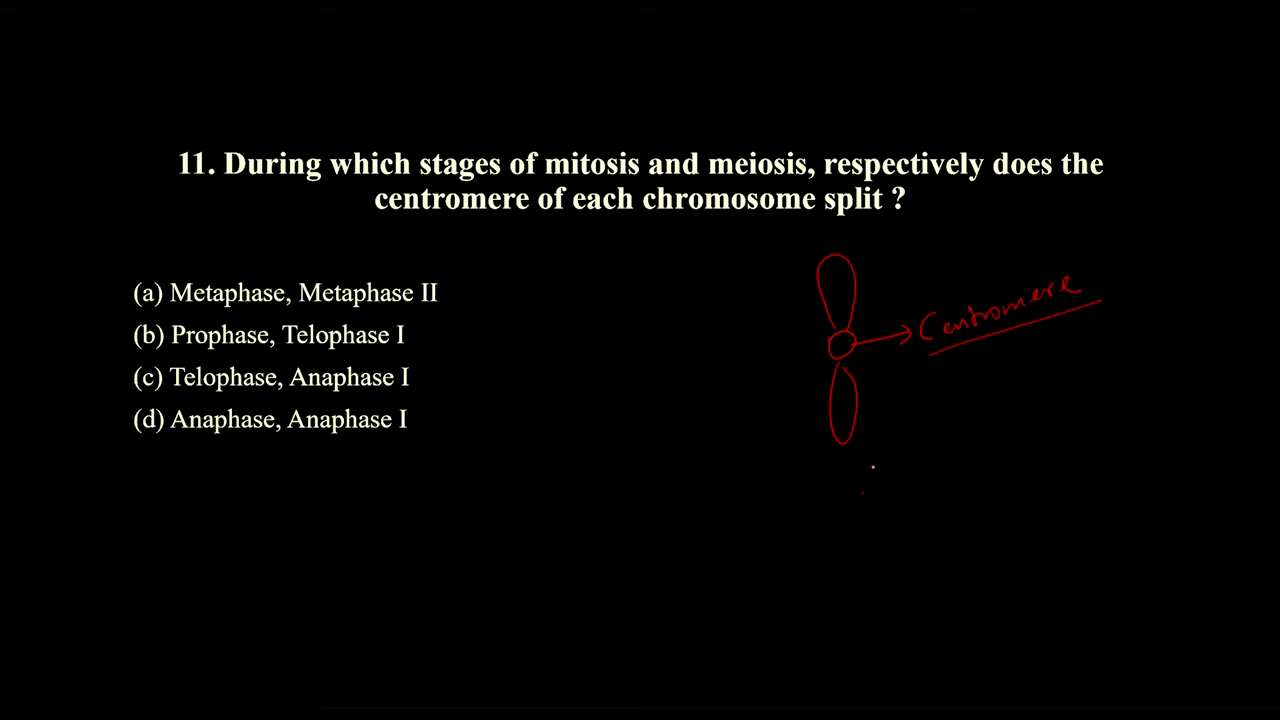 11. During which stages of mitosis and meiosis, respectively does the
centromere of each chromosome split ?
(a) Metaphase, Metaphase II
(b) Prophase, Telophase I
(c) Telophase, Anaphase I
(d) Anaphase, Anaphase I
Centromere